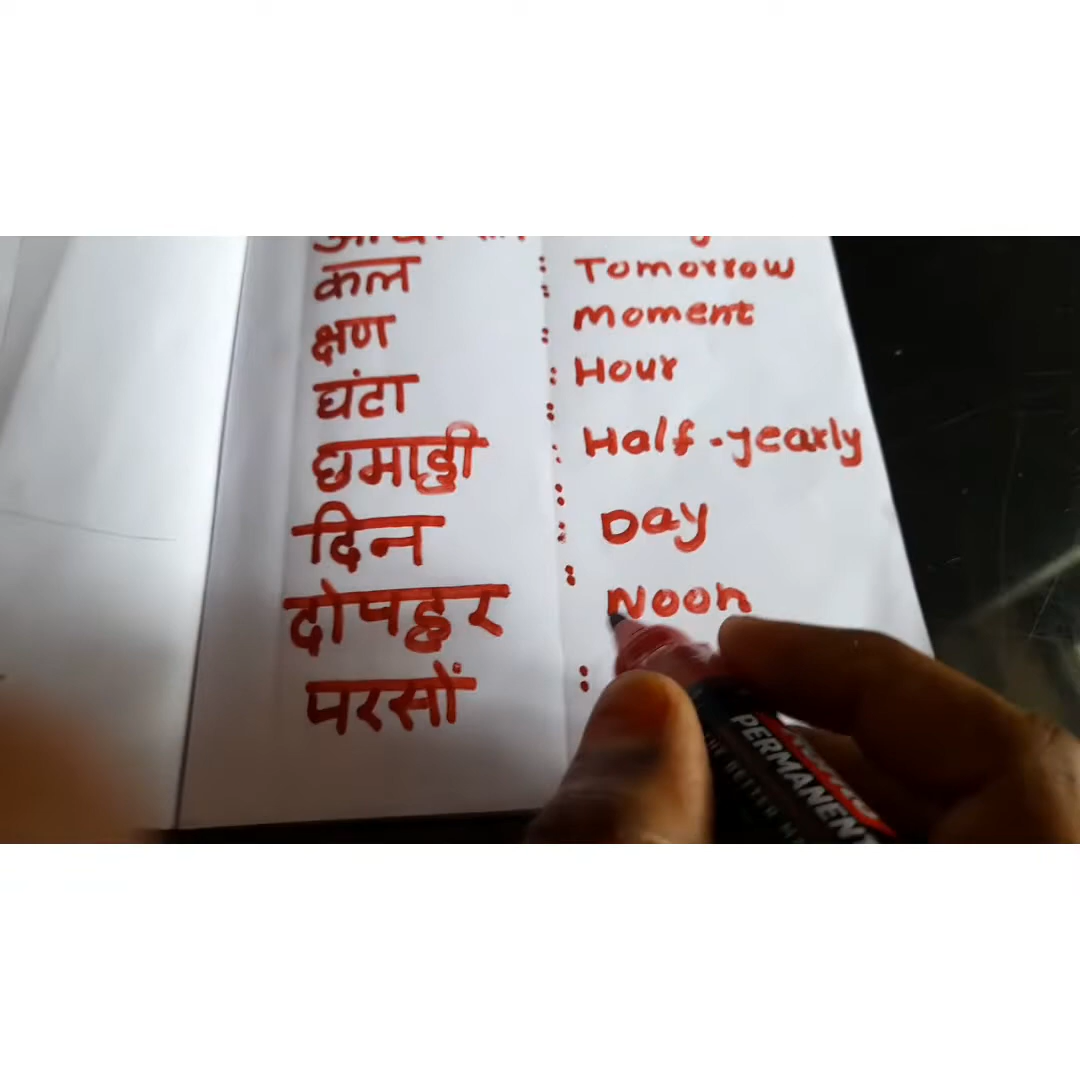 कल : Tomorrow
क्षण : Moment
घंटा : Hour
छमाही : Half-yearly
दिन : Day
दोपहर : Noon
परसों :
PERMANENT